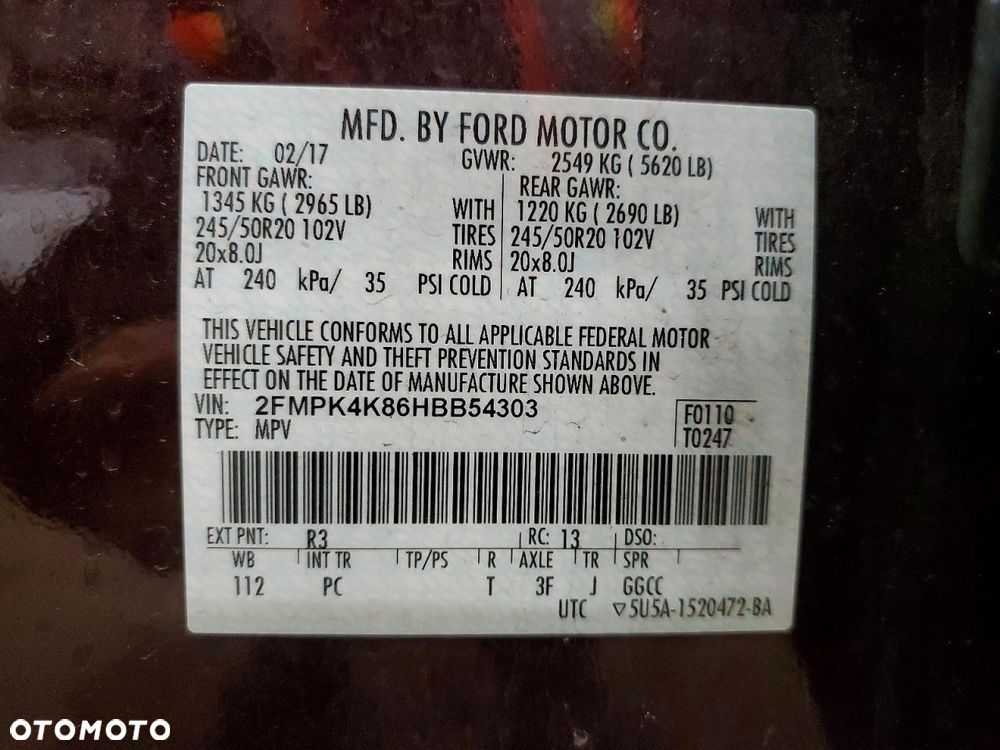 MFD. BY FORD MOTOR CO.
DATE: 02/17 GVWR: 2549 KG ( 5620 LB)
FRONT GAWR: REAR GAWR:
1345 KG ( 2965 LB) WITH 1220 KG ( 2690 LB) WITH
245/50R20 102V TIRES 245/50R20 102V TIRES
20x8.0J RIMS 20x8.0J RIMS
AT 240 kPa/ 35 PSI COLD AT 240 kPa/ 35 PSI COLD
THIS VEHICLE CONFORMS TO ALL APPLICABLE FEDERAL MOTOR
VEHICLE SAFETY AND THEFT PREVENTION STANDARDS IN
EFFECT ON THE DATE OF MANUFACTURE SHOWN ABOVE.
VIN: 2FMPK4K86HBB54303 F0110
TYPE: MPV T0247
EXT PNT: R3 RC: 13 DSO:
WB INT TR TP/PS R AXLE TR SPR
112 PC T 3F J GGCC
UTC ▽5U5A-1520472-BA
OTOMOTO